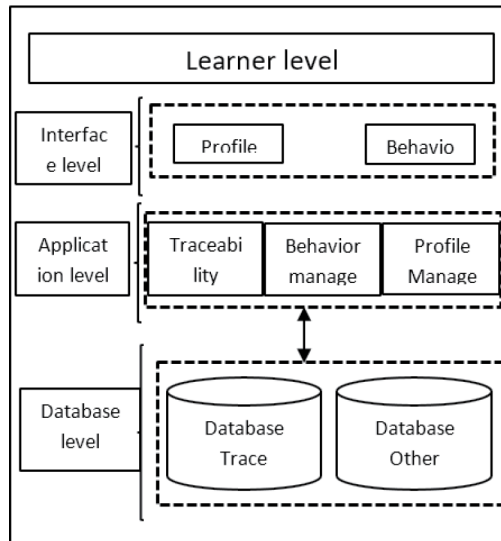 Learner level
Interfac
e level
Profile
Behavio
Applicat
ion level
Traceabi
lity
Behavior
manage
Profile
Manage
Database
level
Database
Trace
Database
Other